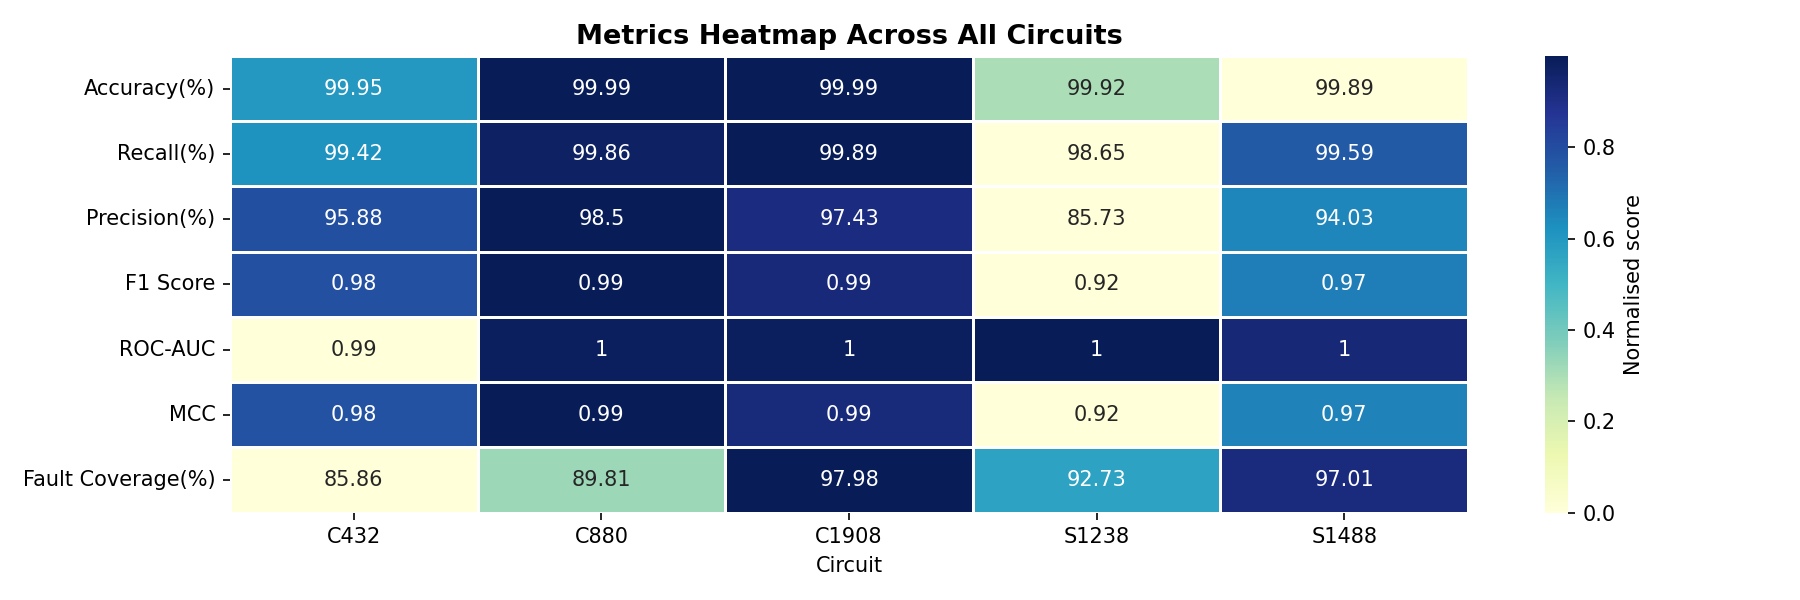 Metrics Heatmap Across All Circuits
Accuracy(%) 99.95 99.99 99.99 99.92 99.89
Recall(%) 99.42 99.86 99.89 98.65 99.59
Precision(%) 95.88 98.5 97.43 85.73 94.03
F1 Score 0.98 0.99 0.99 0.92 0.97
ROC-AUC 0.99 1 1 1 1
MCC 0.98 0.99 0.99 0.92 0.97
Fault Coverage(%) 85.86 89.81 97.98 92.73 97.01
C432 C880 C1908 S1238 S1488
Circuit
0.8
0.6
0.4
0.2
0.0
Normalised score